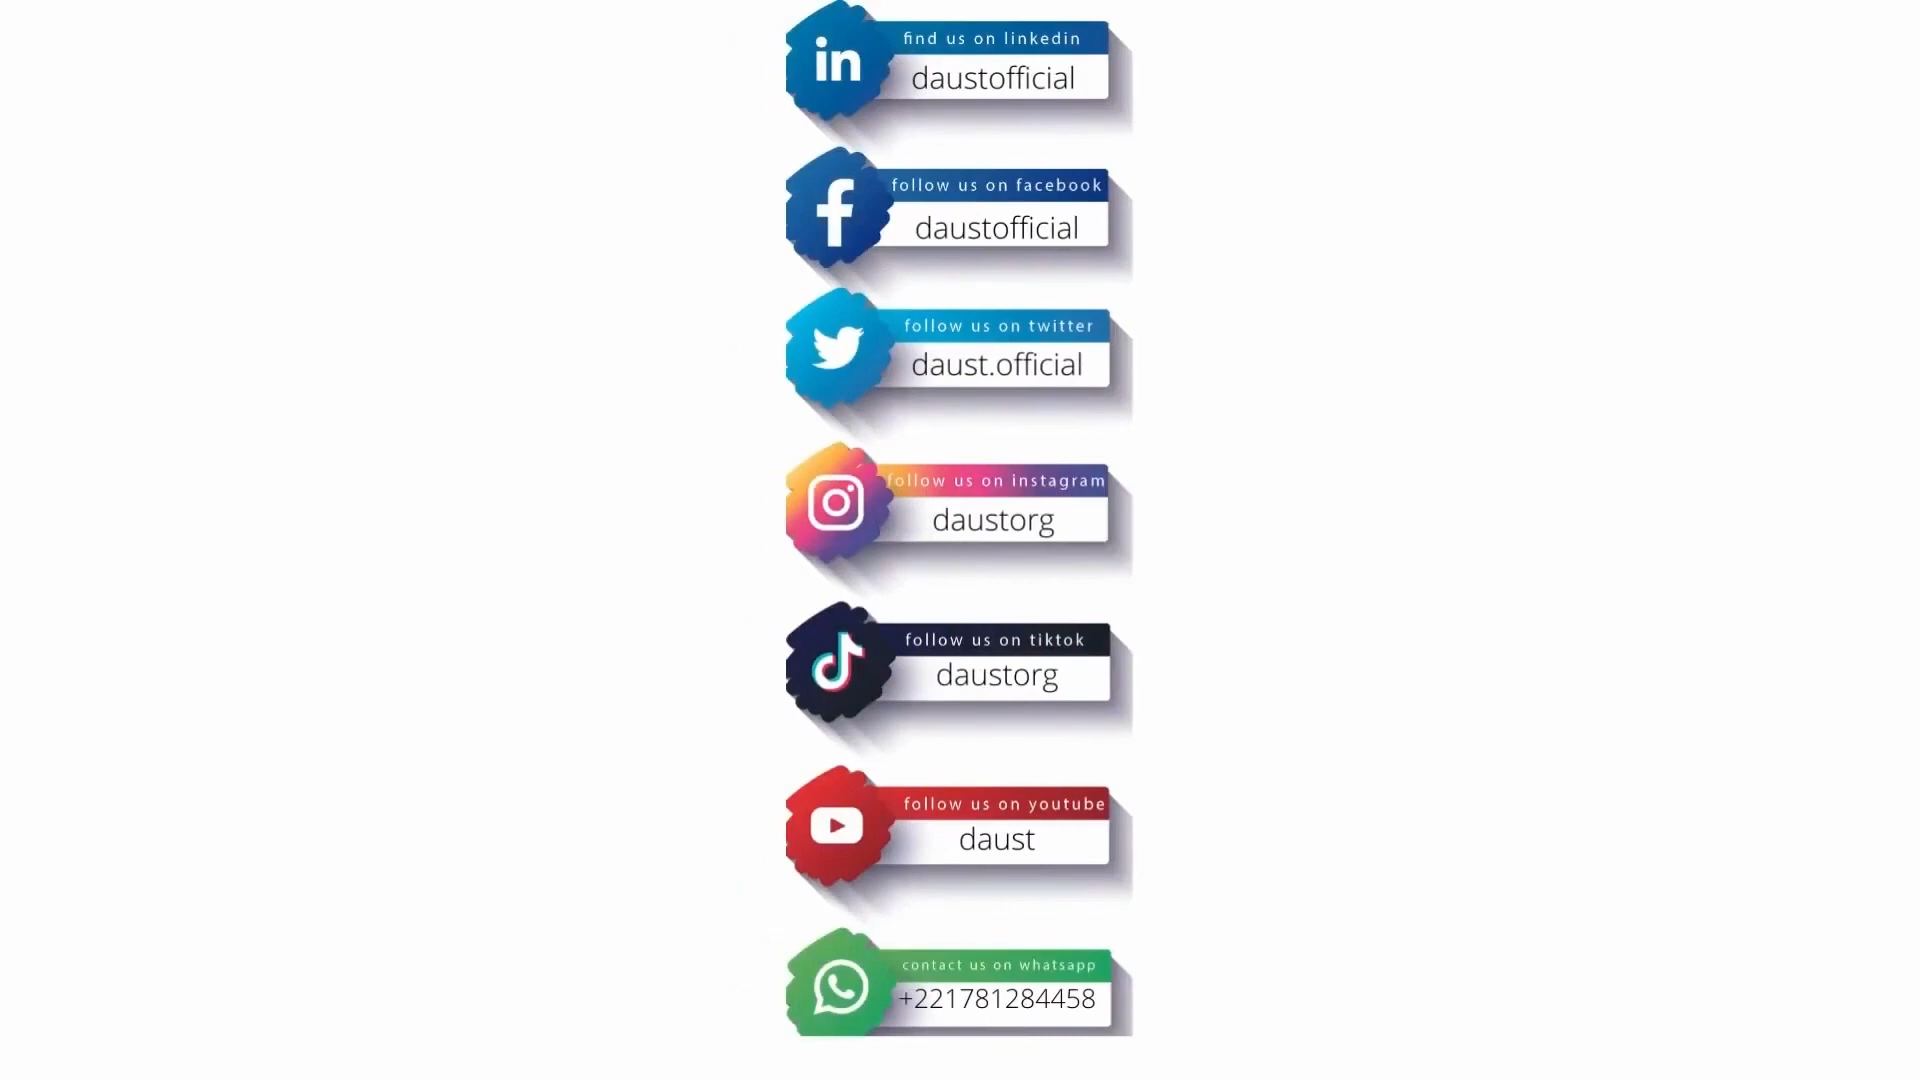 in
find us on linkedin
daustofficial
follow us on facebook
daustofficial
follow us on twitter
daust.official
follow us on instagram
daustorg
follow us on tiktok
daustorg
follow us on youtube
daust
contact us on whatsapp
+221781284458